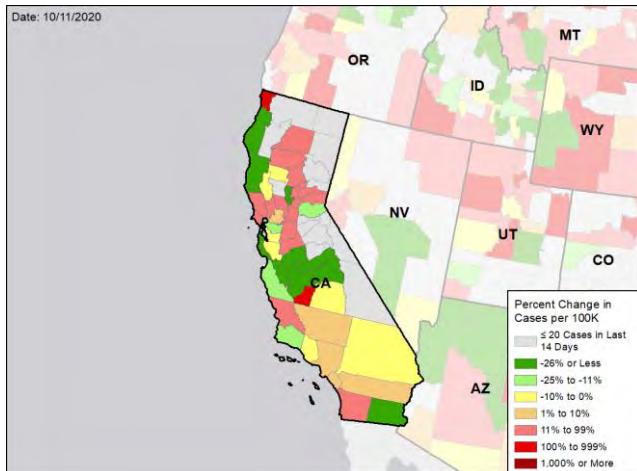 Date: 10/11/2020
MT
OR
ID
WY
NV
UT
CO
CA
AZ
Percent Change in
Cases per 100K
≤ 20 Cases in Last
14 Days
-26% or Less
-25% to -11%
-10% to 0%
1% to 10%
11% to 99%
100% to 999%
1,000% or More